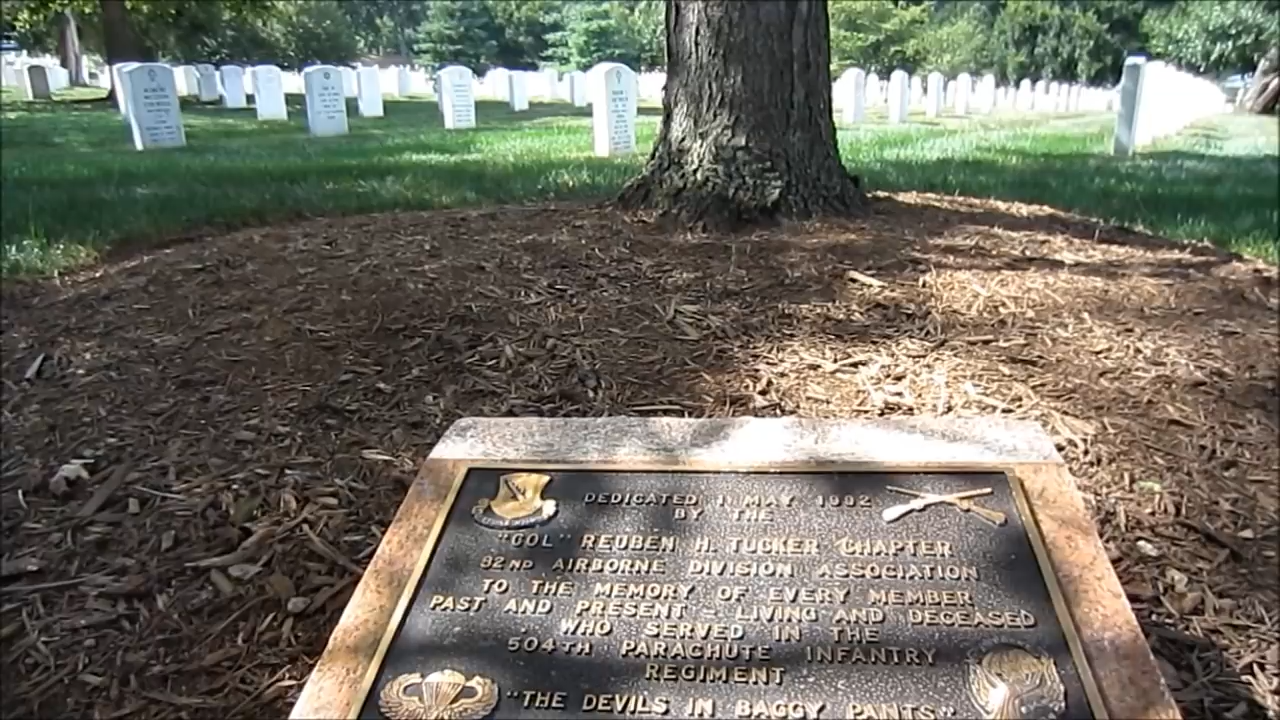 DEDICATED 1 MAY 1992
BY THE
"COL" REUBEN H. TUCKER CHAPTER
82ND AIRBORNE DIVISION ASSOCIATION
TO THE MEMORY OF EVERY MEMBER
PAST AND PRESENT - LIVING AND DECEASED
WHO SERVED IN THE
504TH PARACHUTE INFANTRY
REGIMENT
"THE DEVILS IN BAGGY PANTS"